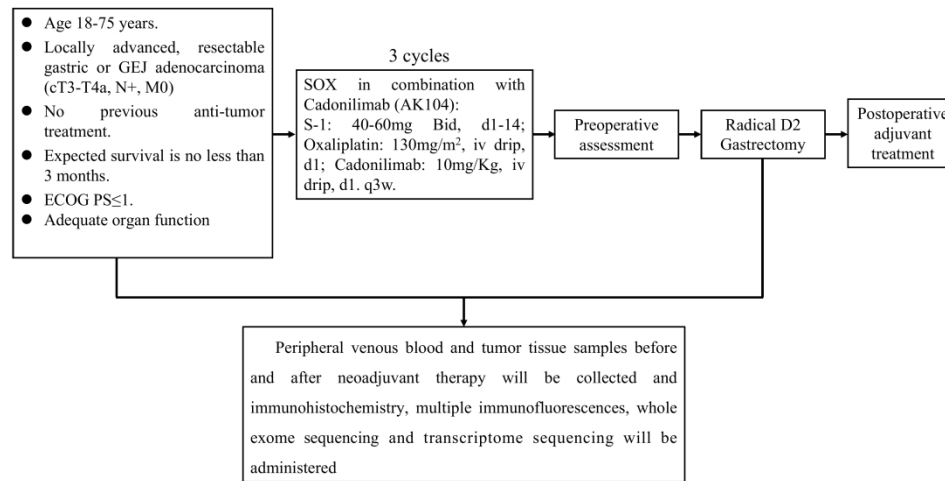 Age 18-75 years.
Locally advanced, resectable
gastric or GEJ adenocarcinoma
(cT3-T4a, N+, M0)
No previous anti-tumor
treatment.
Expected survival is no less than
3 months.
ECOG PS≤1.
Adequate organ function
3 cycles
SOX in combination with
Cadonilimab (AK104):
S-1: 40-60mg Bid, d1-14;
Oxaliplatin: 130mg/m², iv drip,
d1; Cadonilimab: 10mg/Kg, iv
drip, d1. q3w.
Preoperative
assessment
Radical D2
Gastrectomy
Postoperative
adjuvant
treatment
Peripheral venous blood and tumor tissue samples before
and after neoadjuvant therapy will be collected and
immunohistochemistry, multiple immunofluorescences, whole
exome sequencing and transcriptome sequencing will be
administered